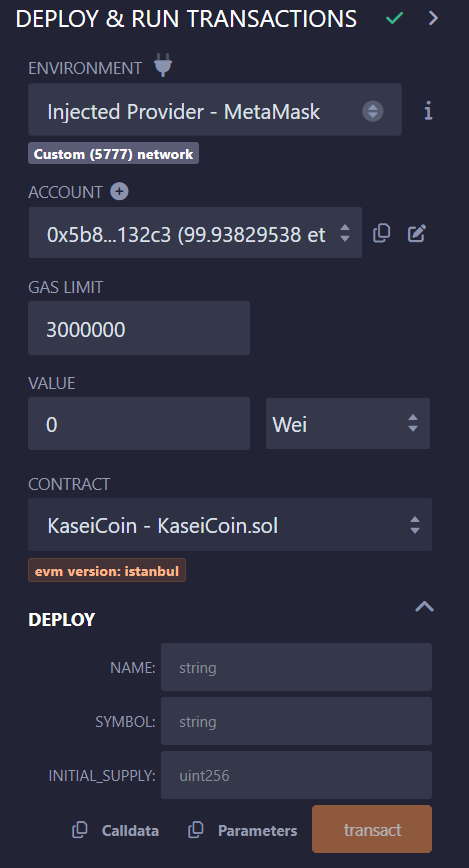 DEPLOY & RUN TRANSACTIONS
ENVIRONMENT
Injected Provider - MetaMask
Custom (5777) network
ACCOUNT
0x5b8...132c3 (99.93829538 et
GAS LIMIT
3000000
VALUE
0 Wei
CONTRACT
KaseiCoin - KaseiCoin.sol
evm version: istanbul
DEPLOY
NAME: string
SYMBOL: string
INITIAL_SUPPLY: uint256
Calldata Parameters transact